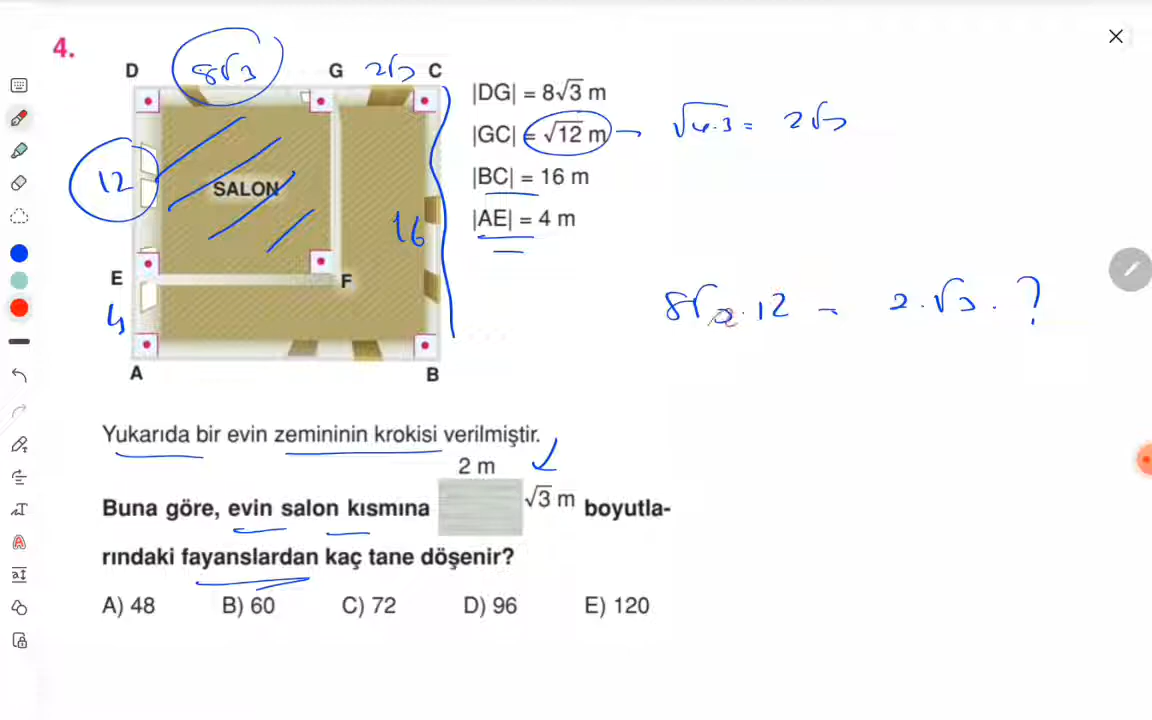 4.
8√3
D G 2√3 C
|DG| = 8√3 m
|GC| = √12 m → √4.3 = 2√3
12
SALON
|BC| = 16 m
16
|AE| = 4 m
E F
4
8√3.12 = 2.√3.?
A B
Yukarıda bir evin zemininin krokisi verilmiştir.
2 m
Buna göre, evin salon kısmına √3 m boyutla-
rındaki fayanslardan kaç tane döşenir?
A) 48 B) 60 C) 72 D) 96 E) 120